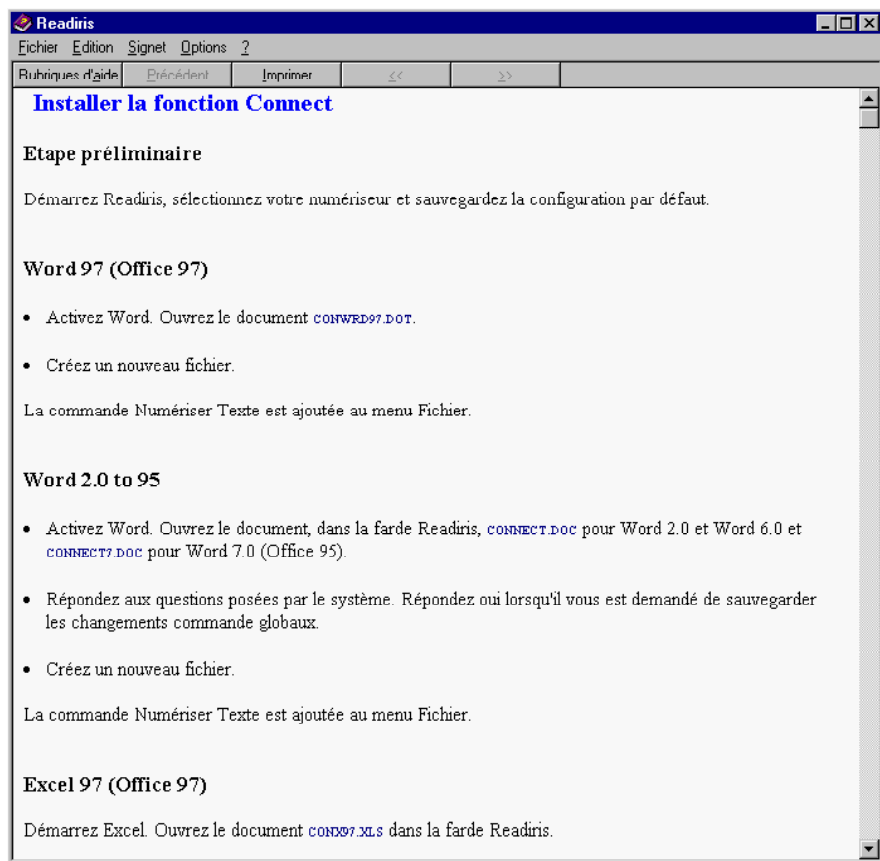 Readiris
Fichier Edition Signet Options ?
Rubriques d'aide Précédent Imprimer << >>
Installer la fonction Connect
Etape préliminaire
Démarrez Readiris, sélectionnez votre numériseur et sauvegardez la configuration par défaut.
Word 97 (Office 97)
• Activez Word. Ouvrez le document CONWRD97.DOT.
• Créez un nouveau fichier.
La commande Numériser Texte est ajoutée au menu Fichier.
Word 2.0 to 95
• Activez Word. Ouvrez le document, dans la farde Readiris, CONNECT.DOC pour Word 2.0 et Word 6.0 et
CONNECT7.DOC pour Word 7.0 (Office 95).
• Répondez aux questions posées par le système. Répondez oui lorsqu'il vous est demandé de sauvegarder
les changements commande globaux.
• Créez un nouveau fichier.
La commande Numériser Texte est ajoutée au menu Fichier.
Excel 97 (Office 97)
Démarrez Excel. Ouvrez le document CONX97.XLS dans la farde Readiris.